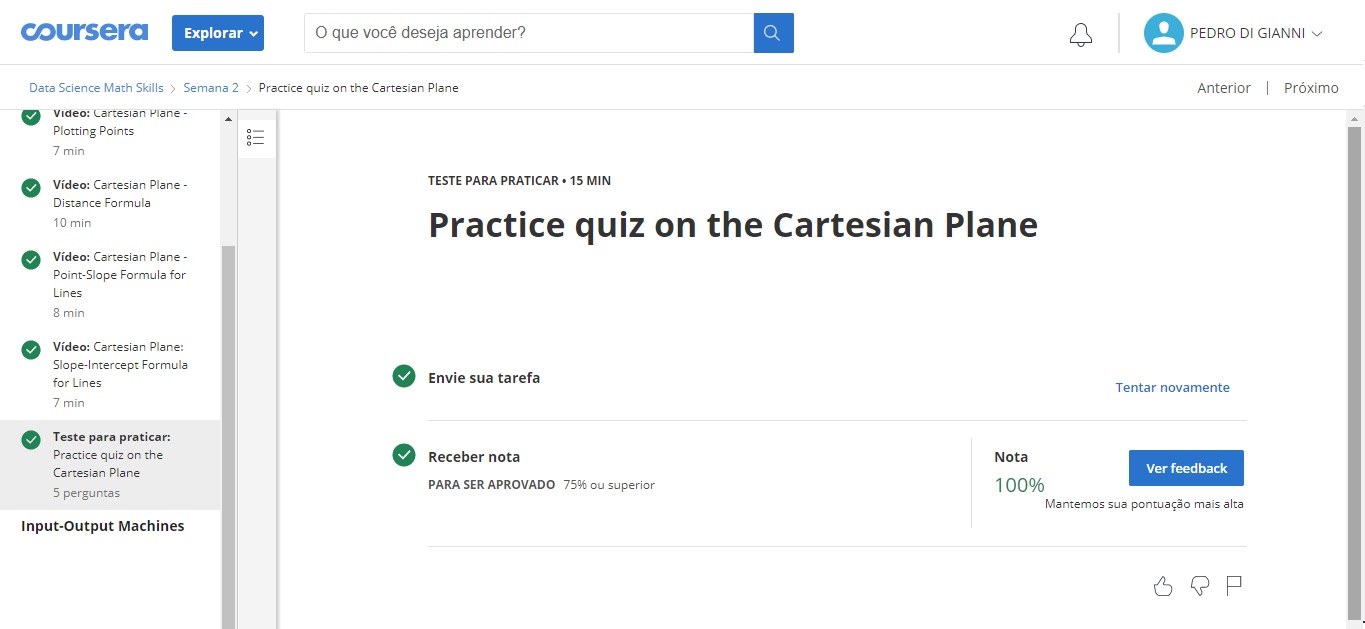 coursera
Explorar
O que você deseja aprender?
PEDRO DI GIANNI
Data Science Math Skills
Semana 2
Practice quiz on the Cartesian Plane
Anterior | Próximo
Vídeo: Cartesian Plane -
Plotting Points
7 min
Vídeo: Cartesian Plane -
Distance Formula
10 min
Vídeo: Cartesian Plane -
Point-Slope Formula for
Lines
8 min
Vídeo: Cartesian Plane:
Slope-Intercept Formula
for Lines
7 min
Teste para praticar:
Practice quiz on the
Cartesian Plane
5 perguntas
Input-Output Machines
TESTE PARA PRATICAR • 15 MIN
Practice quiz on the Cartesian Plane
Envie sua tarefa
Tentar novamente
Receber nota
PARA SER APROVADO 75% ou superior
Nota
100%
Ver feedback
Mantemos sua pontuação mais alta